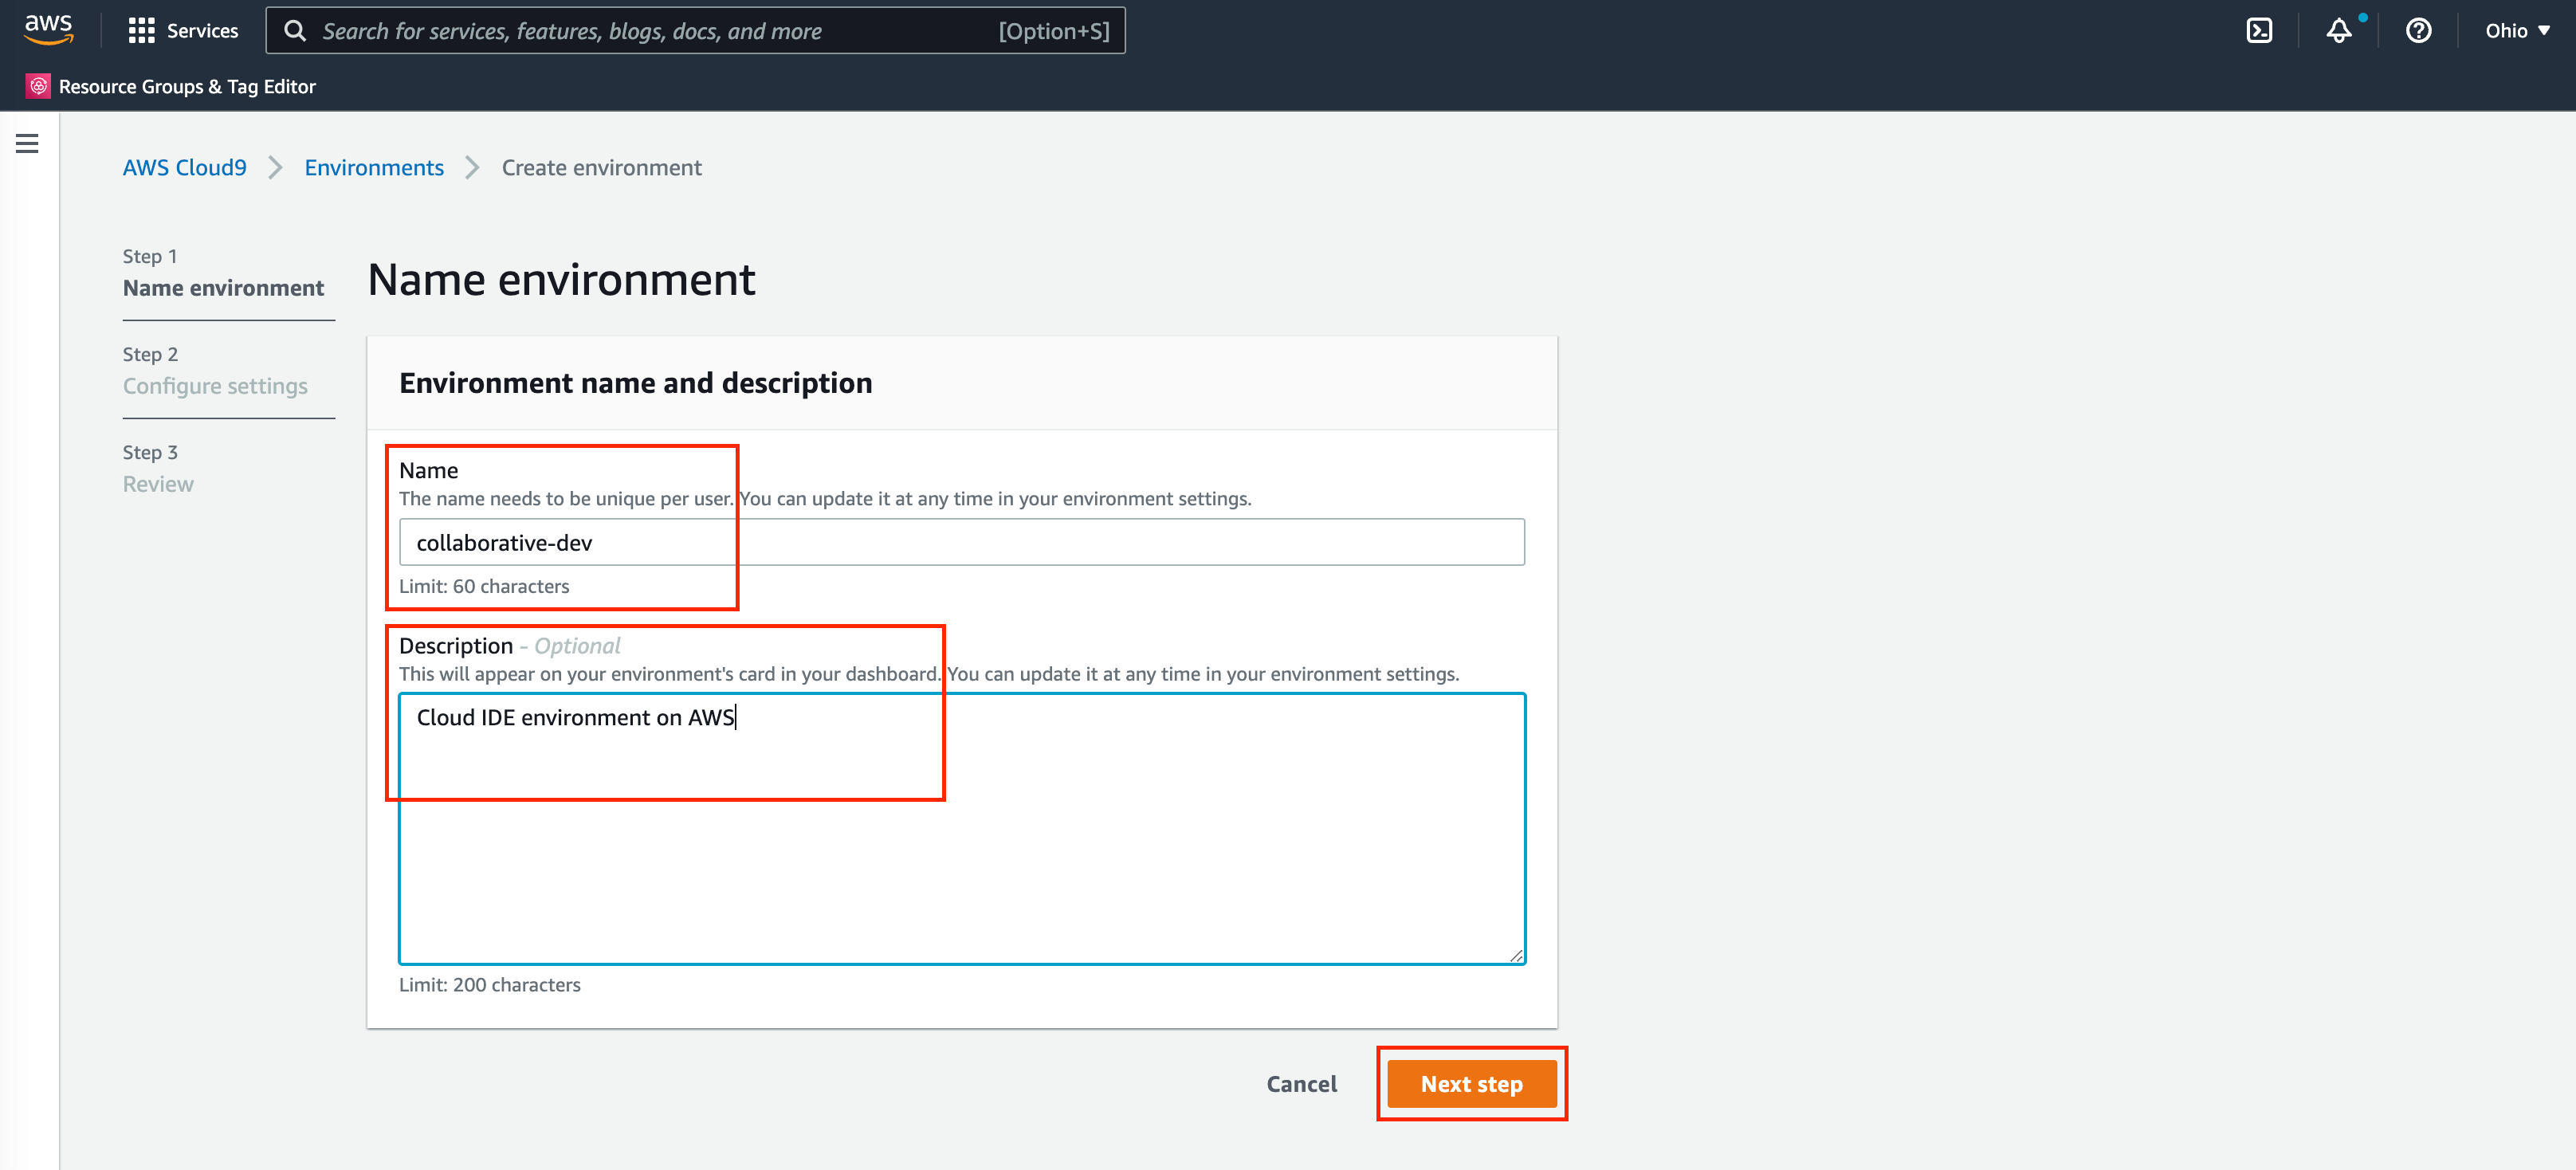 aws
Services
Search for services, features, blogs, docs, and more
[Option+S]
Ohio
Resource Groups & Tag Editor
AWS Cloud9
Environments
Create environment
Step 1
Name environment
Step 2
Configure settings
Step 3
Review
Name environment
Environment name and description
Name
The name needs to be unique per user. You can update it at any time in your environment settings.
collaborative-dev
Limit: 60 characters
Description - Optional
This will appear on your environment's card in your dashboard. You can update it at any time in your environment settings.
Cloud IDE environment on AWS
Limit: 200 characters
Cancel
Next step